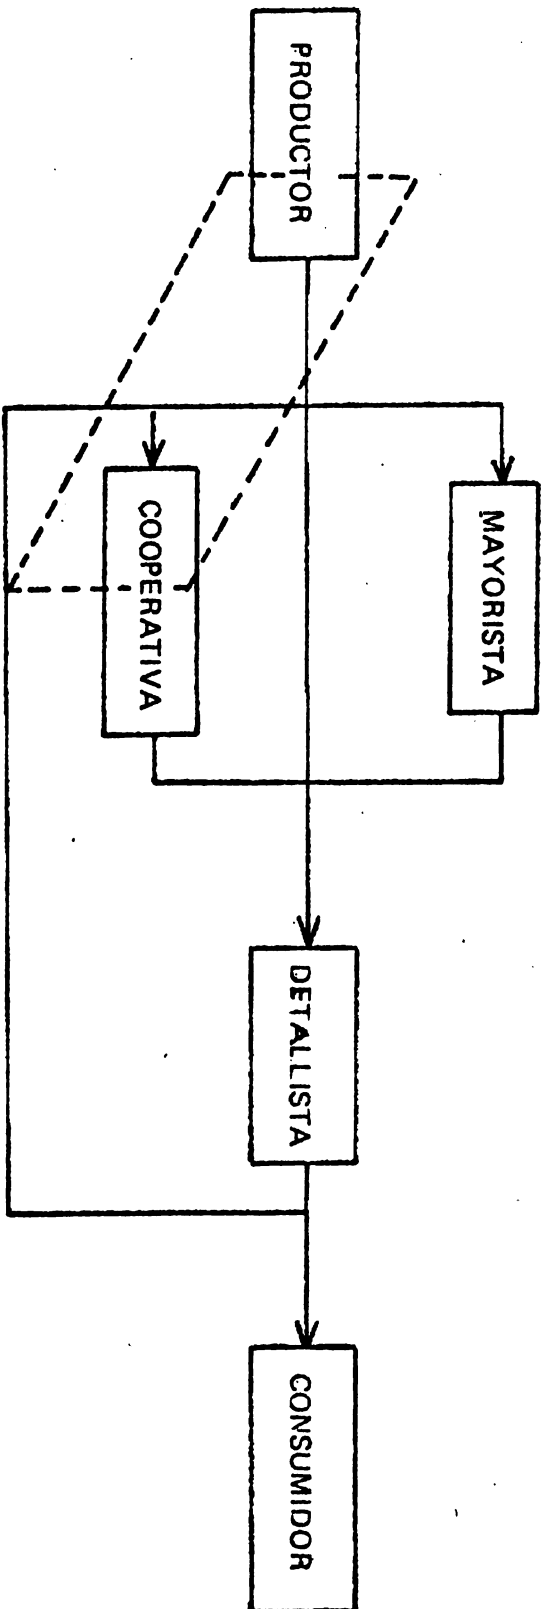 PRODUCTOR
MAYORISTA
COOPERATIVA
DETALLISTA
CONSUMIDOR